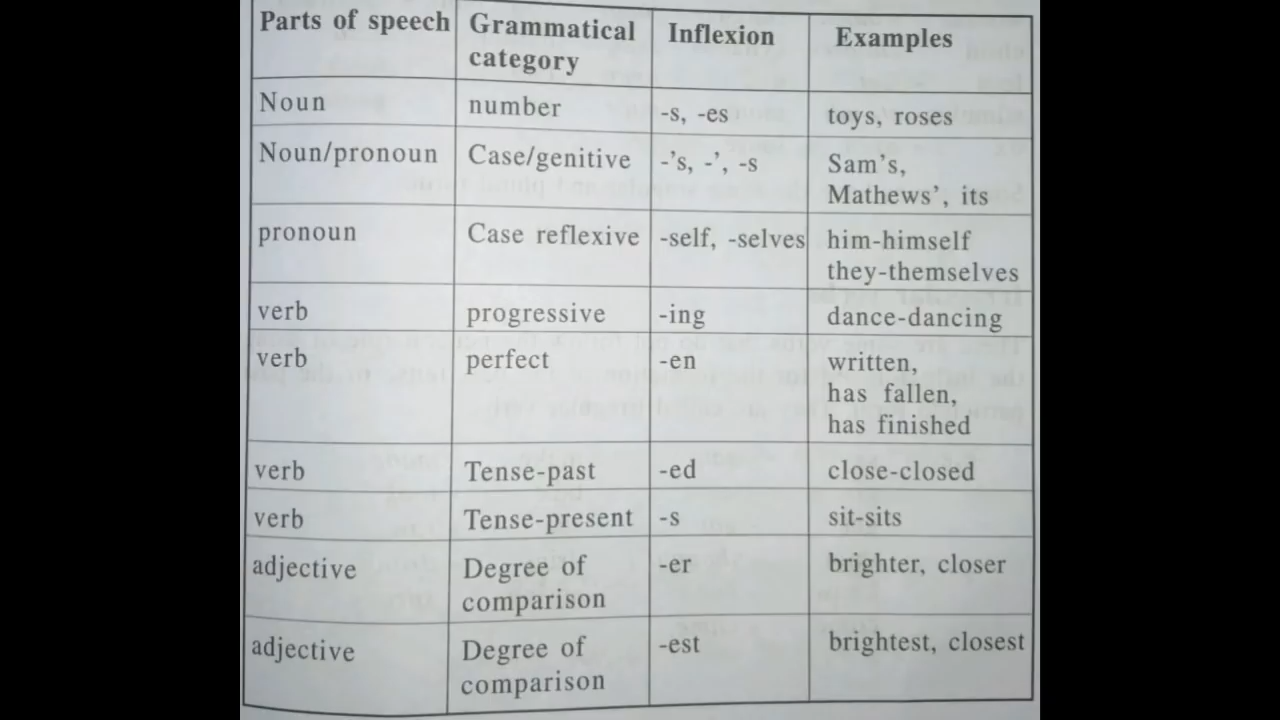 Parts of speech Grammatical category Inflexion Examples
Noun number -s, -es toys, roses
Noun/pronoun Case/genitive -'s, -', -s Sam's,
Mathews', its
pronoun Case reflexive -self, -selves him-himself
they-themselves
verb progressive -ing dance-dancing
verb perfect -en written,
has fallen,
has finished
verb Tense-past -ed close-closed
verb Tense-present -s sit-sits
adjective Degree of comparison -er brighter, closer
adjective Degree of comparison -est brightest, closest